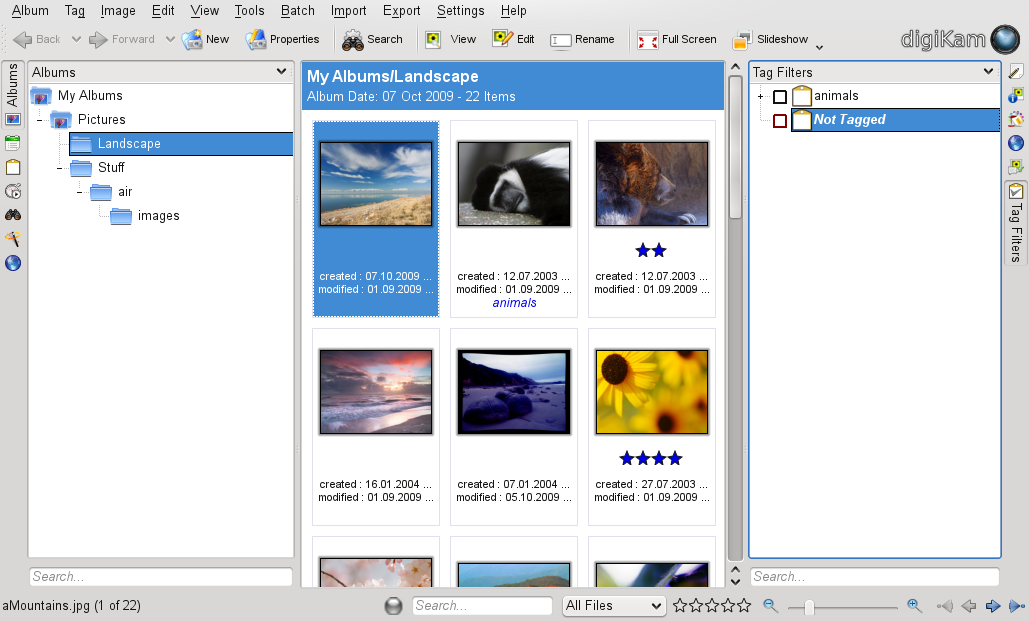 Album Tag Image Edit View Tools Batch Import Export Settings Help
Back Forward New Properties Search View Edit Rename Full Screen Slideshow digiKam
Albums
Albums
My Albums
Pictures
Landscape
Stuff
air
images
Search...
My Albums/Landscape
Album Date: 07 Oct 2009 - 22 Items
created : 07.10.2009 ...
modified : 01.09.2009 ...
created : 12.07.2003 ...
modified : 01.09.2009 ...
animals
created : 12.07.2003 ...
modified : 01.09.2009 ...
created : 16.01.2004 ...
modified : 01.09.2009 ...
created : 07.01.2004 ...
modified : 05.10.2009 ...
created : 27.07.2003 ...
modified : 01.09.2009 ...
Tag Filters
animals
Not Tagged
Search...
Tag Filters
aMountains.jpg (1 of 22)
Search...
All Files